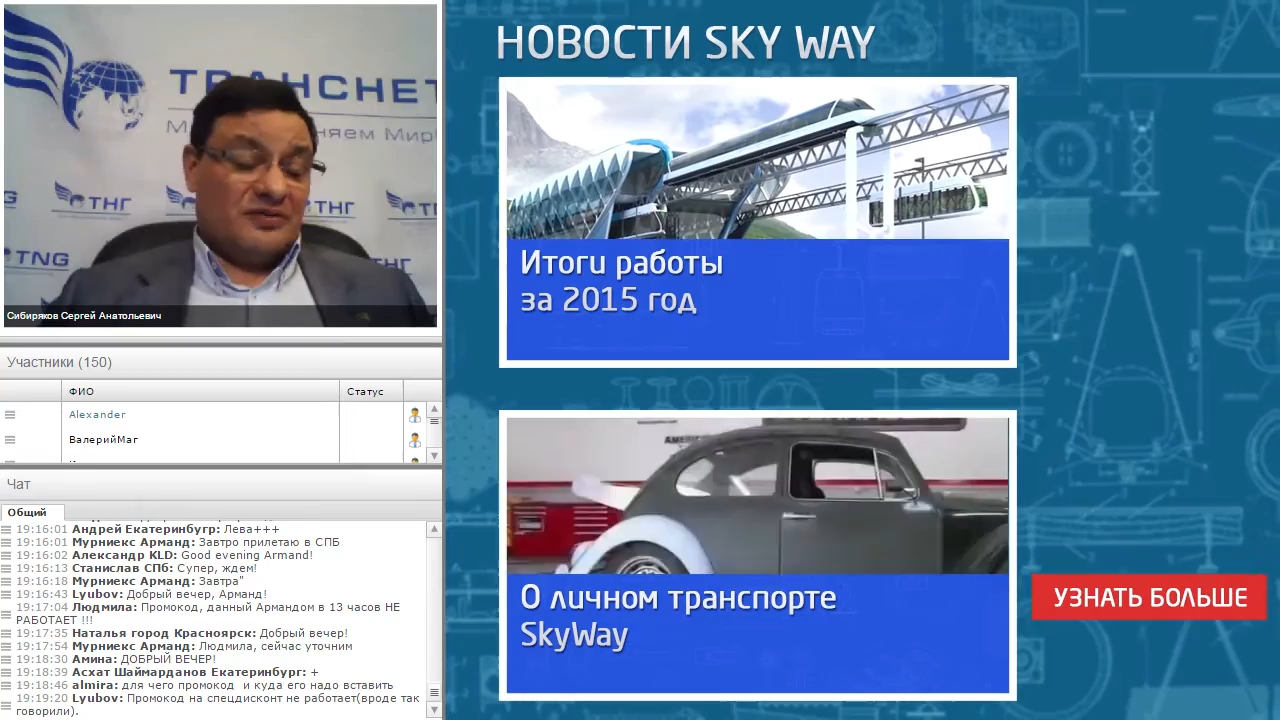 ТРАНСНЕТ
Мир
ТНГ
ТНГ
TNG
Сибиряков Сергей Анатольевич
Участники (150)
ФИО
Статус
Alexander
ВалерийМаг
Чат
Общий
19:16:01 Андрей Екатеринбург: Лева+++
19:16:01 Мурниекс Арманд: Завтро прилетаю в СПБ
19:16:02 Александр KLD: Good evening Armand!
19:16:13 Станислав СПб: Супер, ждем!
19:16:18 Мурниекс Арманд: Завтра"
19:16:43 Lyubov: Добрый вечер, Арманд!
19:17:04 Людмила: Промокод, данный Армандом в 13 часов НЕ
РАБОТАЕТ !!!
19:17:35 Наталья город Красноярск: Добрый вечер!
19:17:54 Мурниекс Арманд: Людмила, сейчас уточним
19:18:30 Амина: ДОБРЫЙ ВЕЧЕР!
19:18:39 Асхат Шаймарданов Екатеринбург: +
19:18:46 almira: для чего промокод и куда его надо вставить
19:19:20 Lyubov: Промокод на спецдисконт не работает(вроде так
говорили).
НОВОСТИ SKY WAY
Итоги работы
за 2015 год
О личном транспорте
SkyWay
УЗНАТЬ БОЛЬШЕ